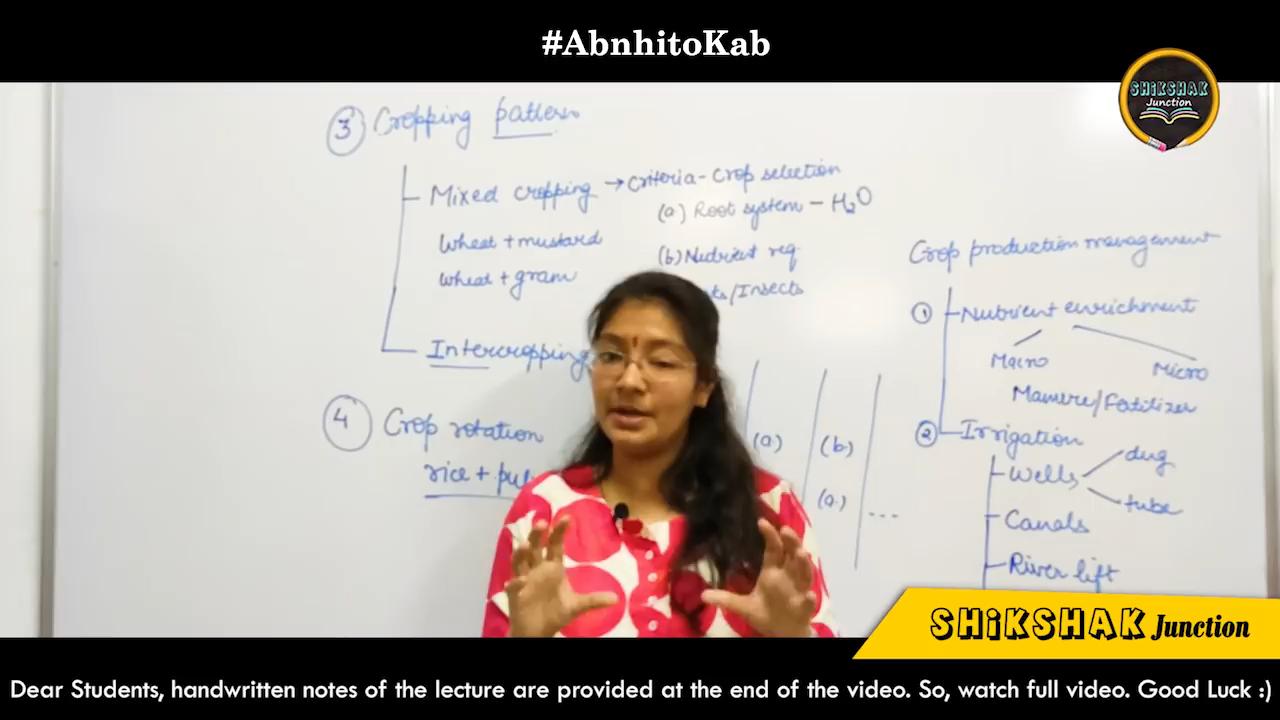 #AbnhitoKab
SHiKSHAK
Junction
3 Cropping pattern
Mixed cropping → Criteria - Crop selection
(a) Root system - H2O
Wheat + mustard
(b) Nutrient req
Wheat + gram
/Insects
Intercropping
4 Crop rotation
rice +
(a) (b)
(a) ...
Crop production management
1 Nutrient enrichment
Macro Micro
Manure/Fertilizer
2 Irrigation
Wells dug
tube
Canals
River lift
SHiKSHAK Junction
Dear Students, handwritten notes of the lecture are provided at the end of the video. So, watch full video. Good Luck :)